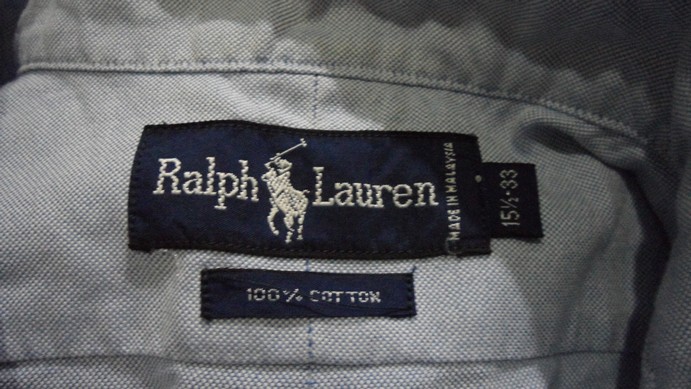 Ralph Lauren
MADE IN MALAYSIA
15½-33
100% COTTON